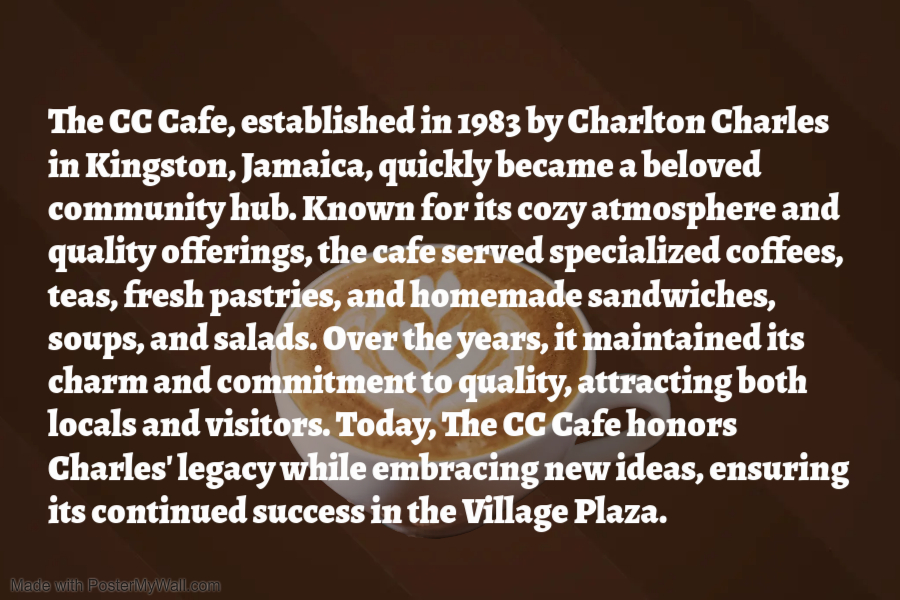 The CC Cafe, established in 1983 by Charlton Charles
in Kingston, Jamaica, quickly became a beloved
community hub. Known for its cozy atmosphere and
quality offerings, the cafe served specialized coffees,
teas, fresh pastries, and homemade sandwiches,
soups, and salads. Over the years, it maintained its
charm and commitment to quality, attracting both
locals and visitors. Today, The CC Cafe honors
Charles' legacy while embracing new ideas, ensuring
its continued success in the Village Plaza.
Made with PosterMyWall.com